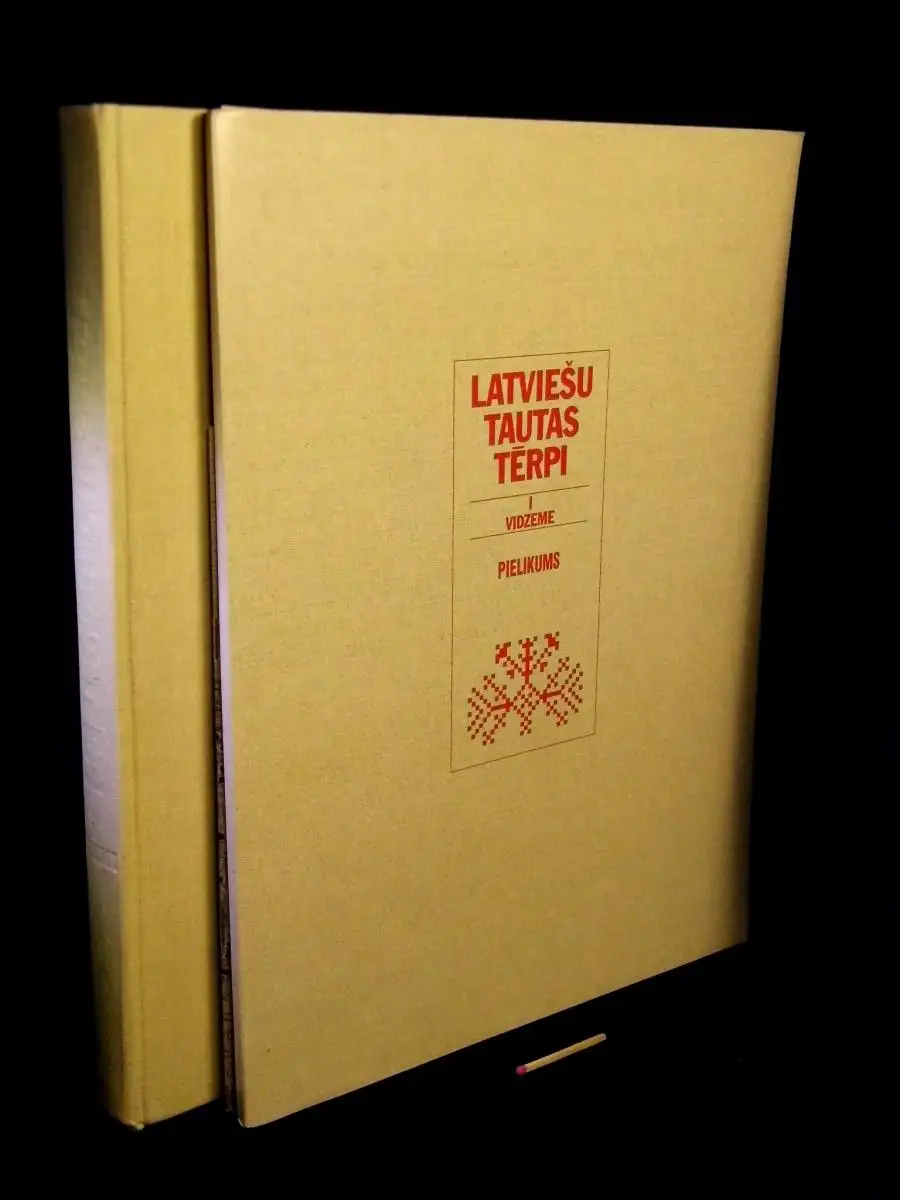 LATVIEŠU
TAUTAS
TĒRPI
I
VIDZEME
PIELIKUMS